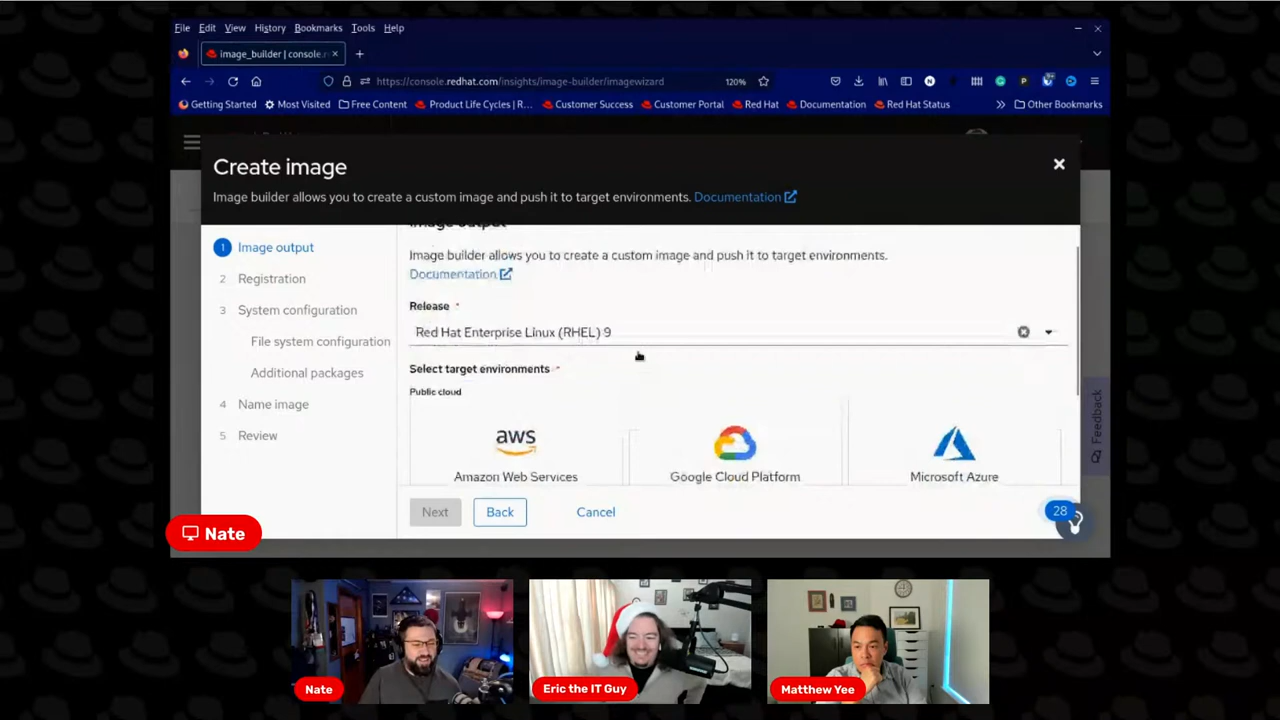 File Edit View History Bookmarks Tools Help
image_builder | console.r
https://console.redhat.com/insights/image-builder/imagewizard 120%
Getting Started Most Visited Free Content Product Life Cycles | R... Customer Success Customer Portal Red Hat Documentation Red Hat Status Other Bookmarks
Create image
Image builder allows you to create a custom image and push it to target environments. Documentation
1 Image output
2 Registration
3 System configuration
File system configuration
Additional packages
4 Name image
5 Review
Image output
Image builder allows you to create a custom image and push it to target environments.
Documentation
Release *
Red Hat Enterprise Linux (RHEL) 9
Select target environments *
Public cloud
aws
Amazon Web Services
Google Cloud Platform
Microsoft Azure
Next Back Cancel
Feedback
28
Nate
Nate
Eric the IT Guy
Matthew Yee